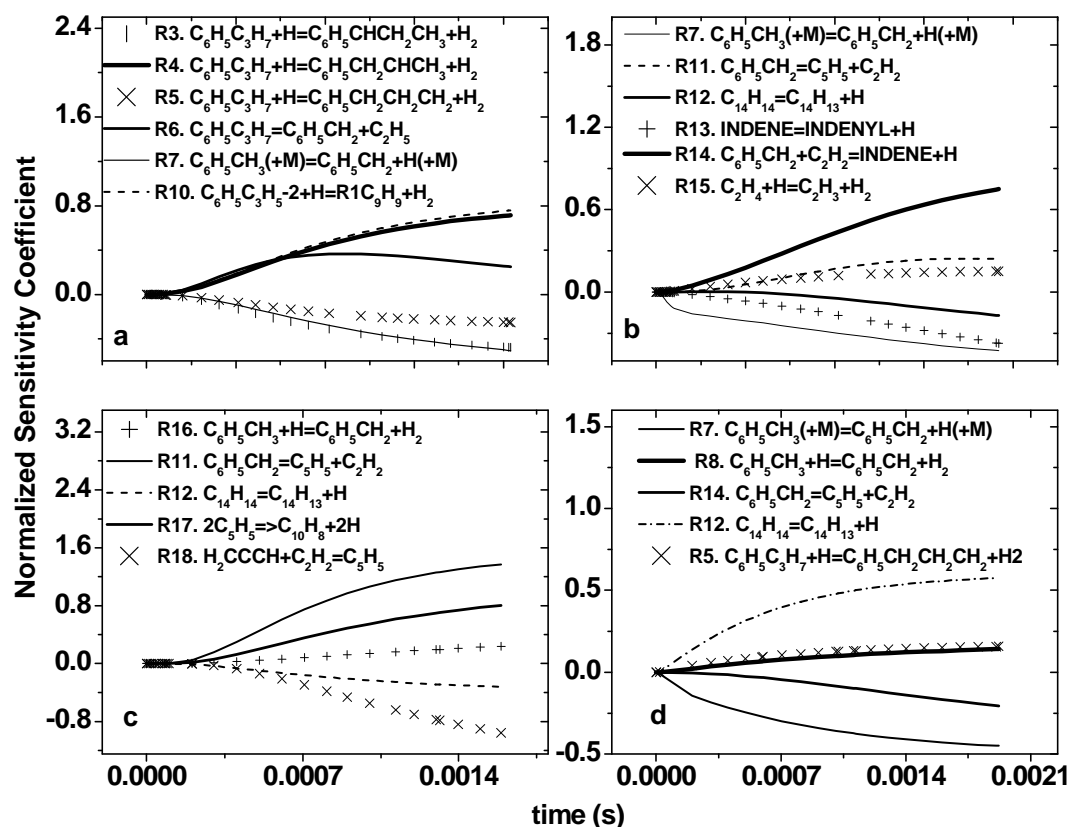 Normalized Sensitivity Coefficient
2.4
1.6
0.8
0.0
R3. C₆H₅C₃H₇+H=C₆H₅CHCH₂CH₃+H₂
R4. C₆H₅C₃H₇+H=C₆H₅CH₂CHCH₃+H₂
R5. C₆H₅C₃H₇+H=C₆H₅CH₂CH₂CH₂+H₂
R6. C₆H₅C₃H₇=C₆H₅CH₂+C₂H₅
R7. C₆H₅CH₃(+M)=C₆H₅CH₂+H(+M)
R10. C₆H₅C₃H₅-2+H=R1C₉H₉+H₂
a
1.8
1.2
0.6
0.0
R7. C₆H₅CH₃(+M)=C₆H₅CH₂+H(+M)
R11. C₆H₅CH₂=C₅H₅+C₂H₂
R12. C₁₄H₁₄=C₁₄H₁₃+H
R13. INDENE=INDENYL+H
R14. C₆H₅CH₂+C₂H₂=INDENE+H
R15. C₂H₄+H=C₂H₃+H₂
b
3.2
2.4
1.6
0.8
0.0
-0.8
R16. C₆H₅CH₃+H=C₆H₅CH₂+H₂
R11. C₆H₅CH₂=C₅H₅+C₂H₂
R12. C₁₄H₁₄=C₁₄H₁₃+H
R17. 2C₅H₅=>C₁₀H₈+2H
R18. H₂CCCH+C₂H₂=C₅H₅
c
0.0000
0.0007
0.0014
1.5
1.0
0.5
0.0
-0.5
R7. C₆H₅CH₃(+M)=C₆H₅CH₂+H(+M)
R8. C₆H₅CH₃+H=C₆H₅CH₂+H₂
R14. C₆H₅CH₂=C₅H₅+C₂H₂
R12. C₁₄H₁₄=C₁₄H₁₃+H
R5. C₆H₅C₃H₇+H=C₆H₅CH₂CH₂CH₂+H2
d
0.0000
0.0007
0.0014
0.0021
time (s)